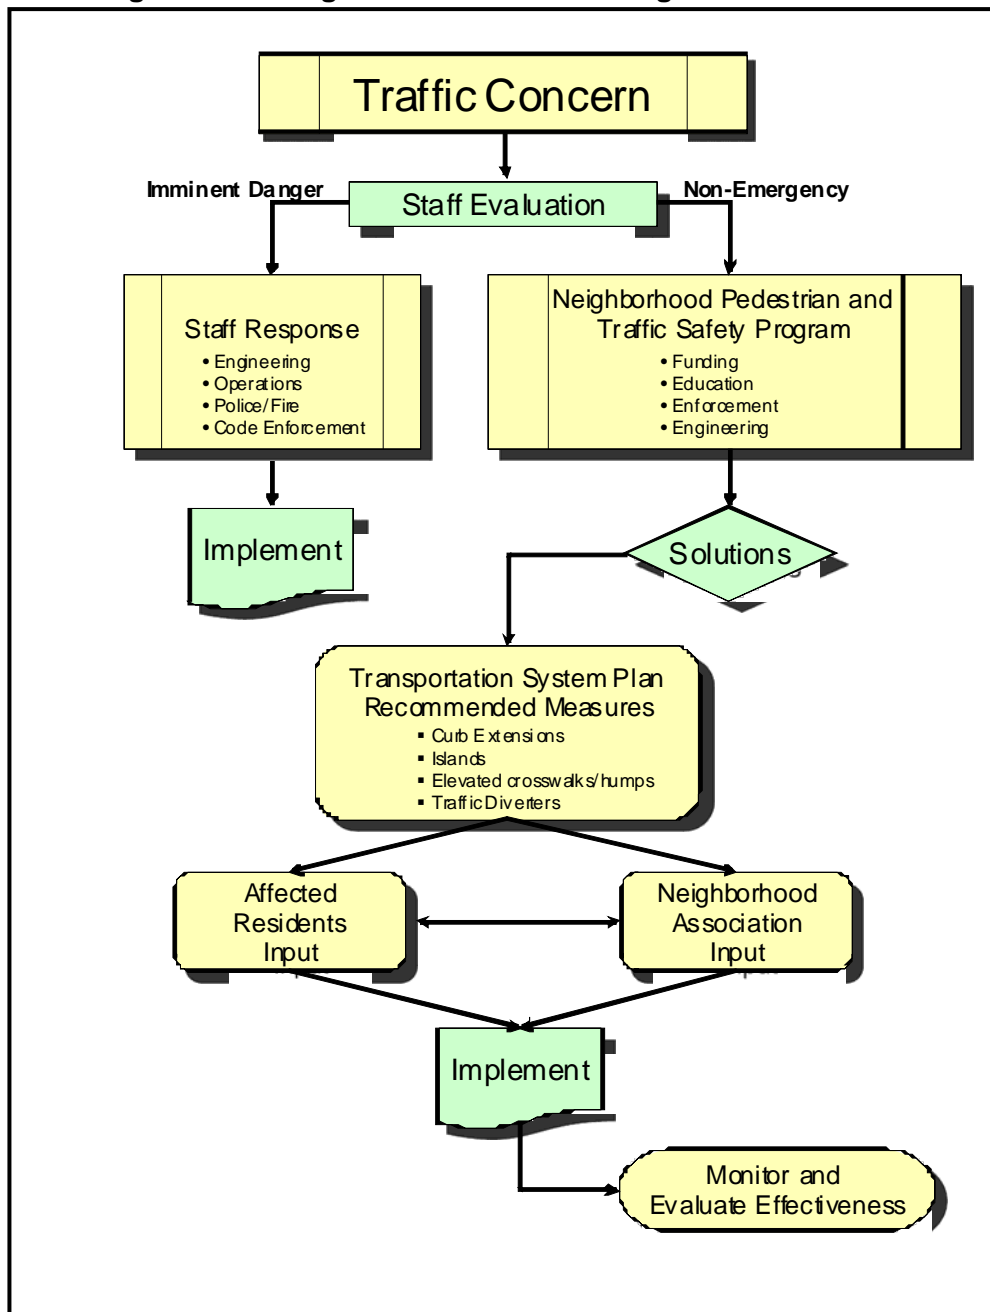 Traffic Concern
Imminent Danger
Staff Evaluation
Non-Emergency
Staff Response
• Engineering
• Operations
• Police/Fire
• Code Enforcement
Neighborhood Pedestrian and
Traffic Safety Program
• Funding
• Education
• Enforcement
• Engineering
Implement
Solutions
Transportation System Plan
Recommended Measures
▪ Curb Extensions
▪ Islands
▪ Elevated crosswalks/humps
▪ Traffic Diverters
Affected
Residents
Input
Neighborhood
Association
Input
Implement
Monitor and
Evaluate Effectiveness